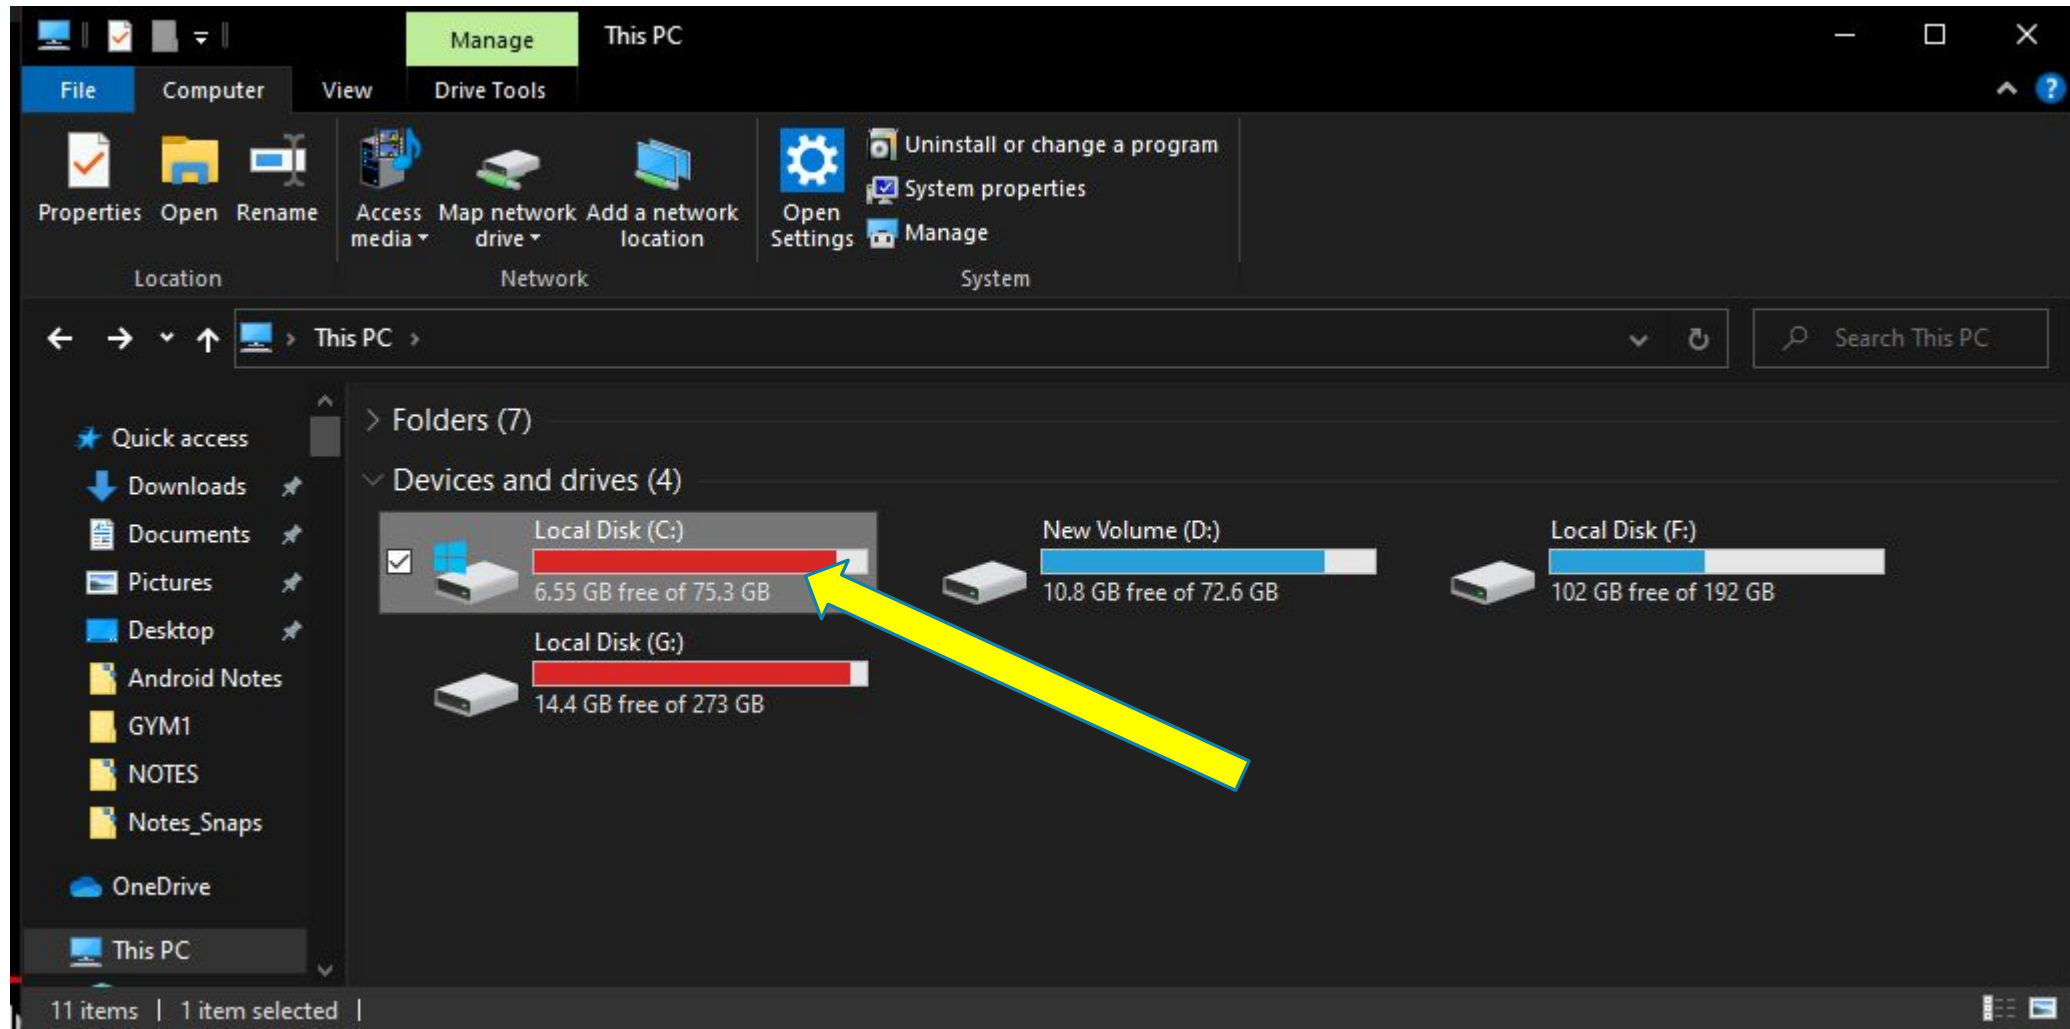 Manage
This PC
File
Computer
View
Drive Tools
Properties
Open
Rename
Access
media
Map network
drive
Add a network
location
Open
Settings
Uninstall or change a program
System properties
Manage
Location
Network
System
This PC
Search This PC
Quick access
Downloads
Documents
Pictures
Desktop
Android Notes
GYM1
NOTES
Notes_Snaps
OneDrive
This PC
Folders (7)
Devices and drives (4)
Local Disk (C:)
6.55 GB free of 75.3 GB
New Volume (D:)
10.8 GB free of 72.6 GB
Local Disk (F:)
102 GB free of 192 GB
Local Disk (G:)
14.4 GB free of 273 GB
11 items
1 item selected